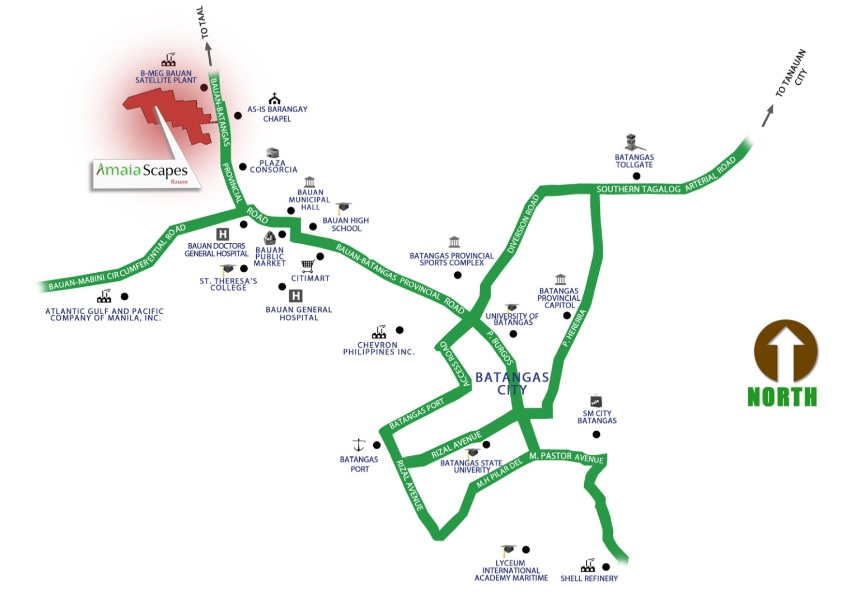 TO TAAL
B-MEG BAUAN
SATELLITE PLANT
BAUAN-BATANGAS
PROVINCIAL
ROAD
AS-IS BARANGAY
CHAPEL
AmaiaScapes
Bauan
PLAZA
CONSORCIA
BAUAN
MUNICIPAL
HALL
BAUAN HIGH
SCHOOL
BAUAN-MABINI CIRCUMFERENTIAL ROAD
BAUAN DOCTORS
GENERAL HOSPITAL
BAUAN
PUBLIC
MARKET
ST. THERESA'S
COLLEGE
CITIMART
BAUAN GENERAL
HOSPITAL
ATLANTIC GULF AND PACIFIC
COMPANY OF MANILA, INC.
BAUAN-BATANGAS PROVINCIAL ROAD
CHEVRON
PHILIPPINES INC.
BATANGAS PROVINCIAL
SPORTS COMPLEX
DIVERSION ROAD
BATANGAS
TOLLGATE
SOUTHERN TAGALOG ARTERIAL ROAD
TO TANAUAN
CITY
BATANGAS
PROVINCIAL
CAPITOL
UNIVERSITY OF
BATANGAS
P. BURGOS
P. HERERRA
ACCESS ROAD
BATANGAS PORT
BATANGAS
CITY
NORTH
SM CITY
BATANGAS
RIZAL AVENUE
BATANGAS
PORT
BATANGAS STATE
UNIVERITY
RIZAL AVENUE
M.H PILAR DEL
M. PASTOR AVENUE
LYCEUM
INTERNATIONAL
ACADEMY MARITIME
SHELL REFINERY